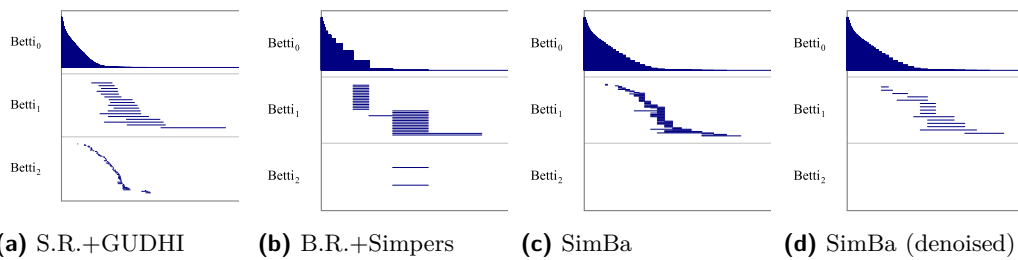 Betti₀
Betti₁
Betti₂
Betti₀
Betti₁
Betti₂
Betti₀
Betti₁
Betti₂
Betti₀
Betti₁
Betti₂
(a) S.R.+GUDHI
(b) B.R.+Simpers
(c) SimBa
(d) SimBa (denoised)